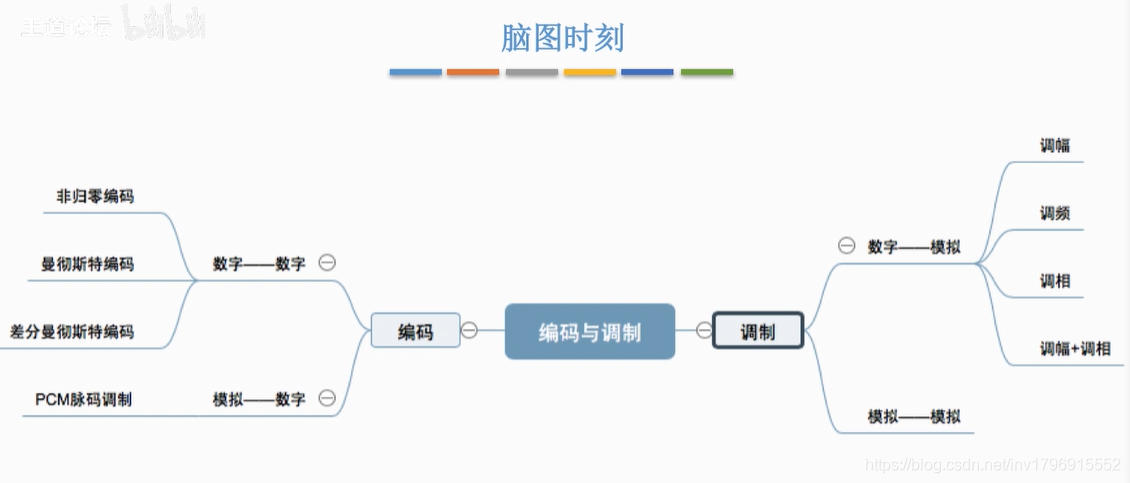 王道论坛 bilibili
脑图时刻
非归零编码
曼彻斯特编码
差分曼彻斯特编码
数字——数字
PCM脉码调制
模拟——数字
编码
编码与调制
调制
数字——模拟
调幅
调频
调相
调幅+调相
模拟——模拟
https://blog.csdn.net/inv1796915552